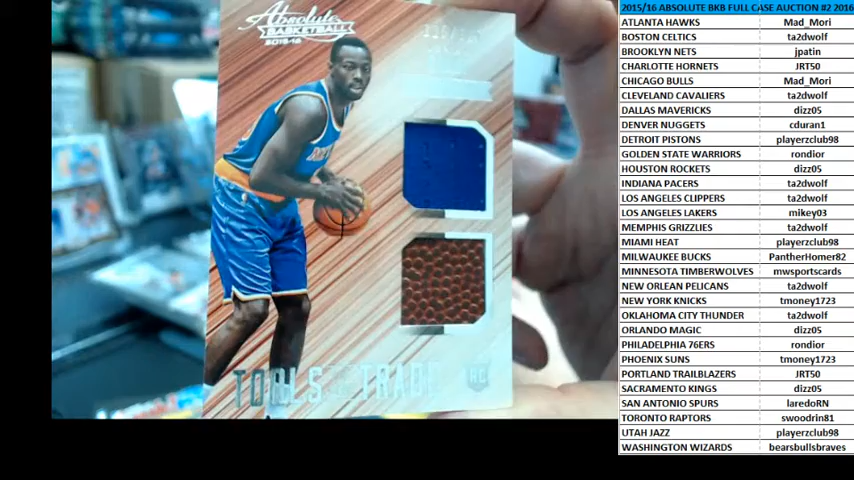 Absolute
BASKETBALL
2015-16
TOOLS OF THE TRADE
RC
2015/16 ABSOLUTE BKB FULL CASE AUCTION #2 2016
ATLANTA HAWKS Mad_Mori
BOSTON CELTICS ta2dwolf
BROOKLYN NETS jpatin
CHARLOTTE HORNETS JRT50
CHICAGO BULLS Mad_Mori
CLEVELAND CAVALIERS ta2dwolf
DALLAS MAVERICKS dizz05
DENVER NUGGETS cduran1
DETROIT PISTONS playerzclub98
GOLDEN STATE WARRIORS rondior
HOUSTON ROCKETS dizz05
INDIANA PACERS ta2dwolf
LOS ANGELES CLIPPERS ta2dwolf
LOS ANGELES LAKERS mikey03
MEMPHIS GRIZZLIES ta2dwolf
MIAMI HEAT playerzclub98
MILWAUKEE BUCKS PantherHomer82
MINNESOTA TIMBERWOLVES mwsportscards
NEW ORLEAN PELICANS ta2dwolf
NEW YORK KNICKS tmoney1723
OKLAHOMA CITY THUNDER ta2dwolf
ORLANDO MAGIC dizz05
PHILADELPHIA 76ERS rondior
PHOENIX SUNS tmoney1723
PORTLAND TRAILBLAZERS JRT50
SACRAMENTO KINGS dizz05
SAN ANTONIO SPURS laredoRN
TORONTO RAPTORS swoodrin81
UTAH JAZZ playerzclub98
WASHINGTON WIZARDS bearsbullsbraves